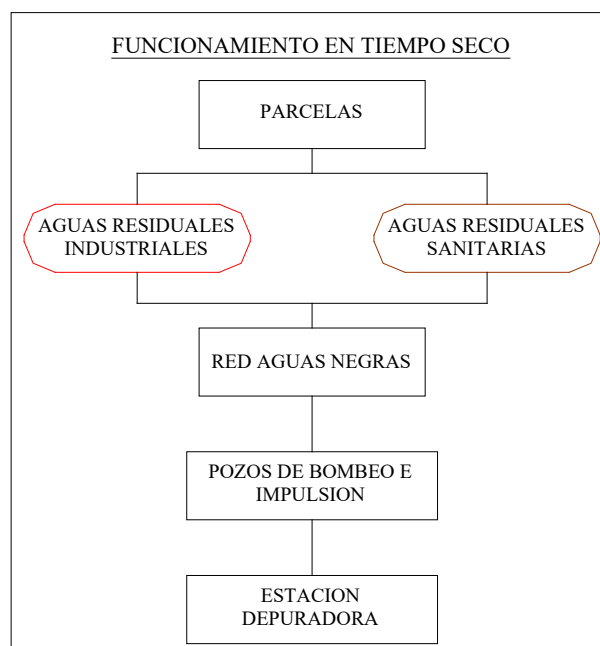 FUNCIONAMIENTO EN TIEMPO SECO
PARCELAS
AGUAS RESIDUALES
INDUSTRIALES
AGUAS RESIDUALES
SANITARIAS
RED AGUAS NEGRAS
POZOS DE BOMBEO E
IMPULSION
ESTACION
DEPURADORA